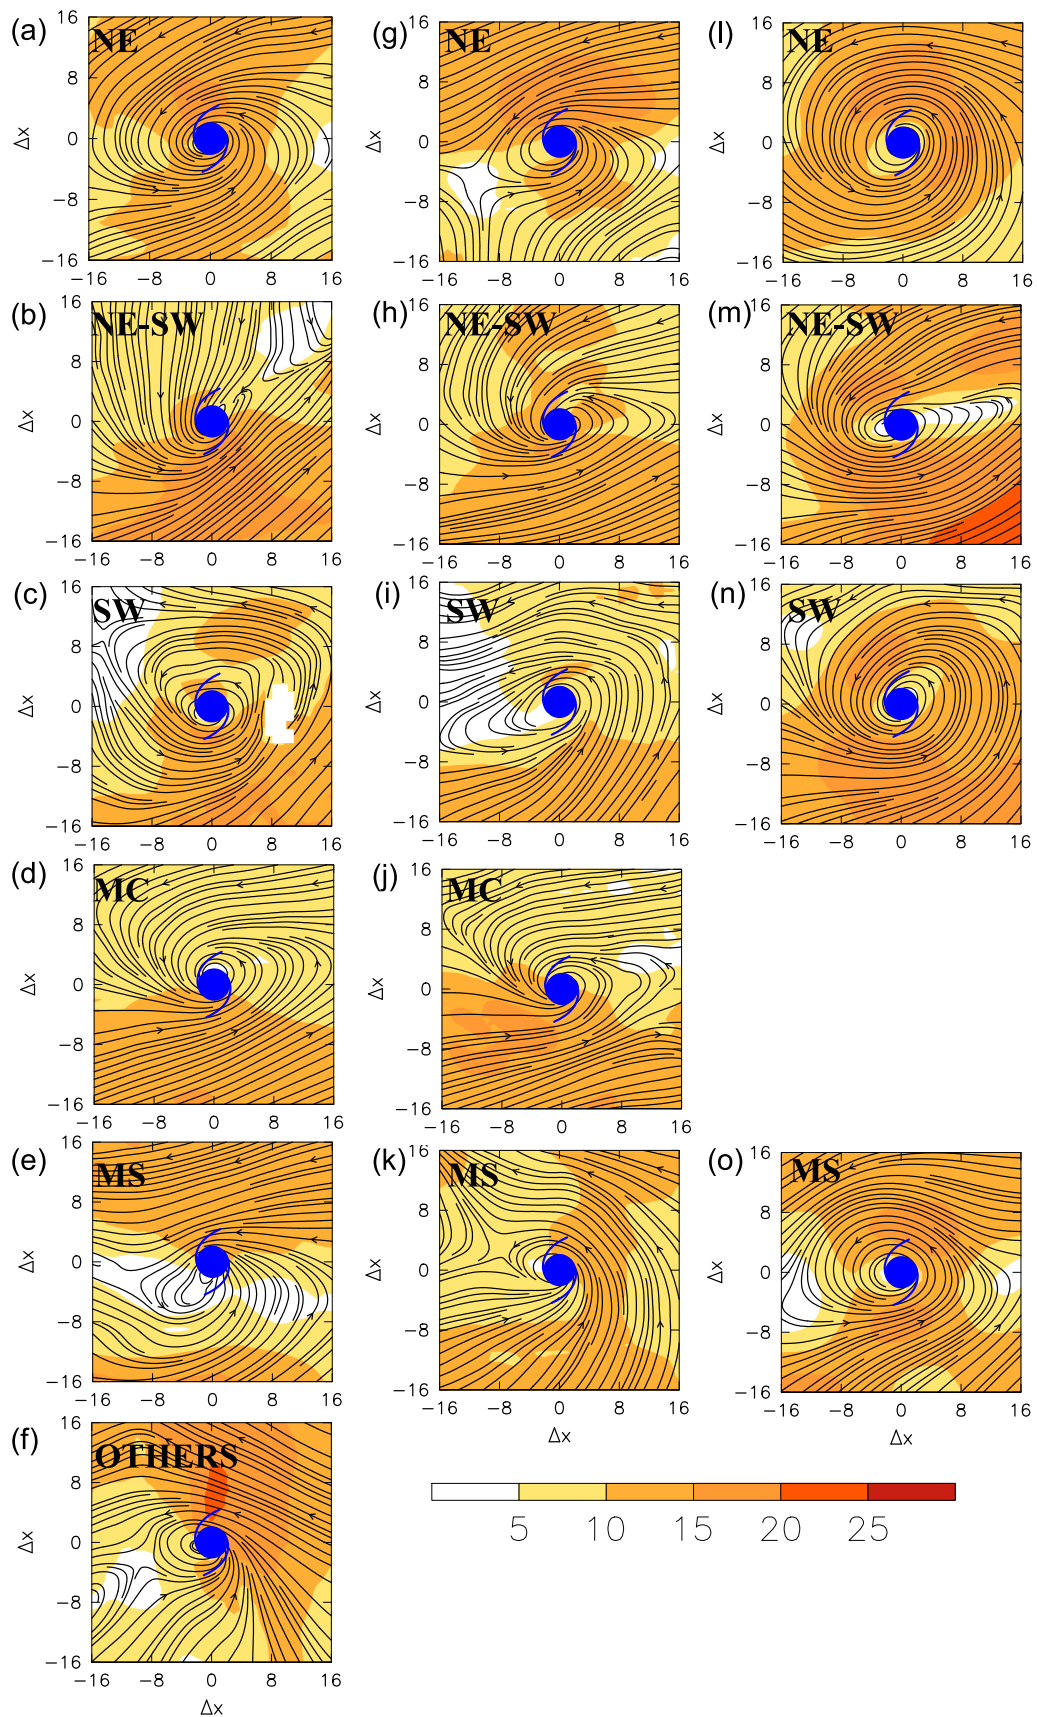 (a) NE
16
8
0
−8
−16
−16 −8 0 8 16
Δx
(g) NE
16
8
0
−8
−16
−16 −8 0 8 16
Δx
(l) NE
16
8
0
−8
−16
−16 −8 0 8 16
Δx
(b) NE-SW
16
8
0
−8
−16
−16 −8 0 8 16
Δx
(h) NE-SW
16
8
0
−8
−16
−16 −8 0 8 16
Δx
(m) NE-SW
16
8
0
−8
−16
−16 −8 0 8 16
Δx
(c) SW
16
8
0
−8
−16
−16 −8 0 8 16
Δx
(i) SW
16
8
0
−8
−16
−16 −8 0 8 16
Δx
(n) SW
16
8
0
−8
−16
−16 −8 0 8 16
Δx
(d) MC
16
8
0
−8
−16
−16 −8 0 8 16
Δx
(j) MC
16
8
0
−8
−16
−16 −8 0 8 16
Δx
(e) MS
16
8
0
−8
−16
−16 −8 0 8 16
Δx
(k) MS
16
8
0
−8
−16
−16 −8 0 8 16
Δx
Δx
(o) MS
16
8
0
−8
−16
−16 −8 0 8 16
Δx
Δx
(f) OTHERS
16
8
0
−8
−16
−16 −8 0 8 16
Δx
Δx
5 10 15 20 25